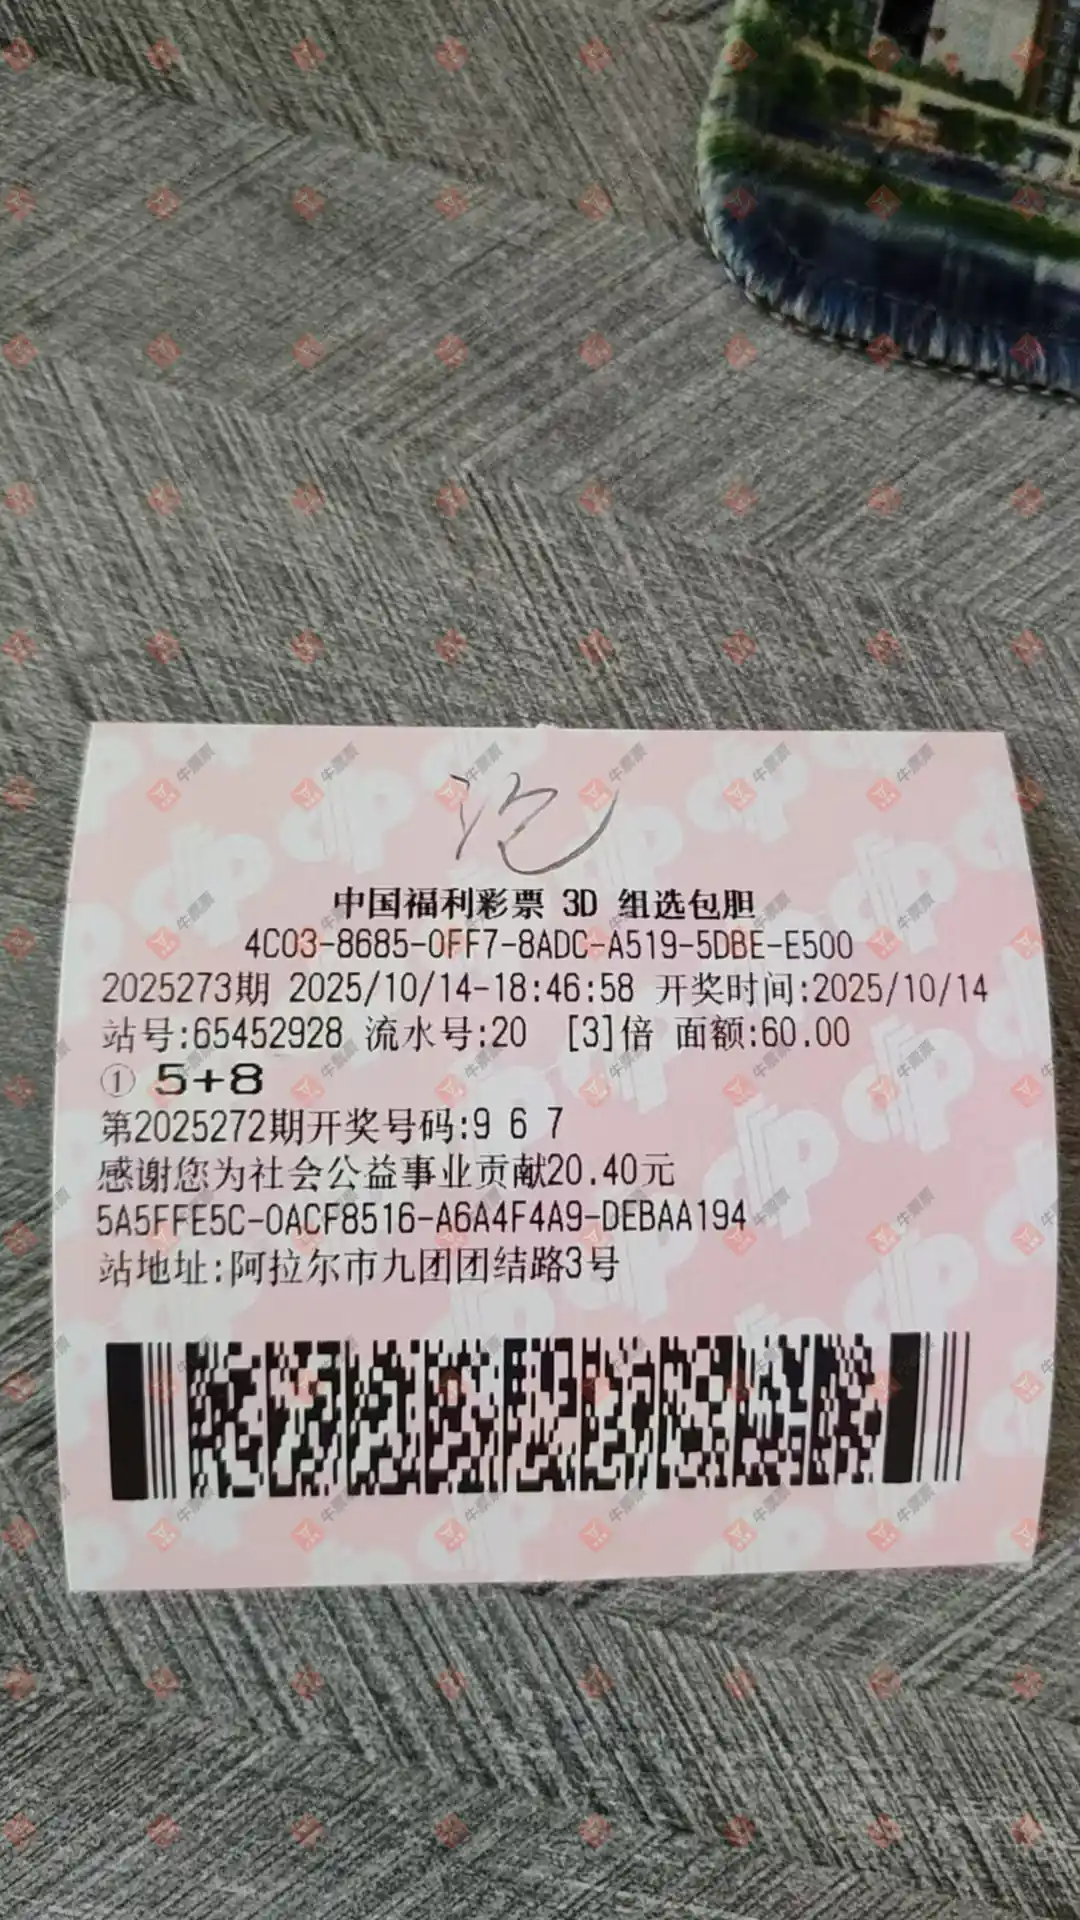 中国福利彩票 3D 组选包胆
4C03-8685-0FF7-8ADC-A519-5DBE-E500
2025273期 2025/10/14-18:46:58 开奖时间:2025/10/14
站号:65452928 流水号:20 [3]倍 面额:60.00
① 5+8
第2025272期开奖号码:9 6 7
感谢您为社会公益事业贡献20.40元
5A5FFE5C-0ACF8516-A6A4F4A9-DEBAA194
站地址:阿拉尔市九团团结路3号
牛票票